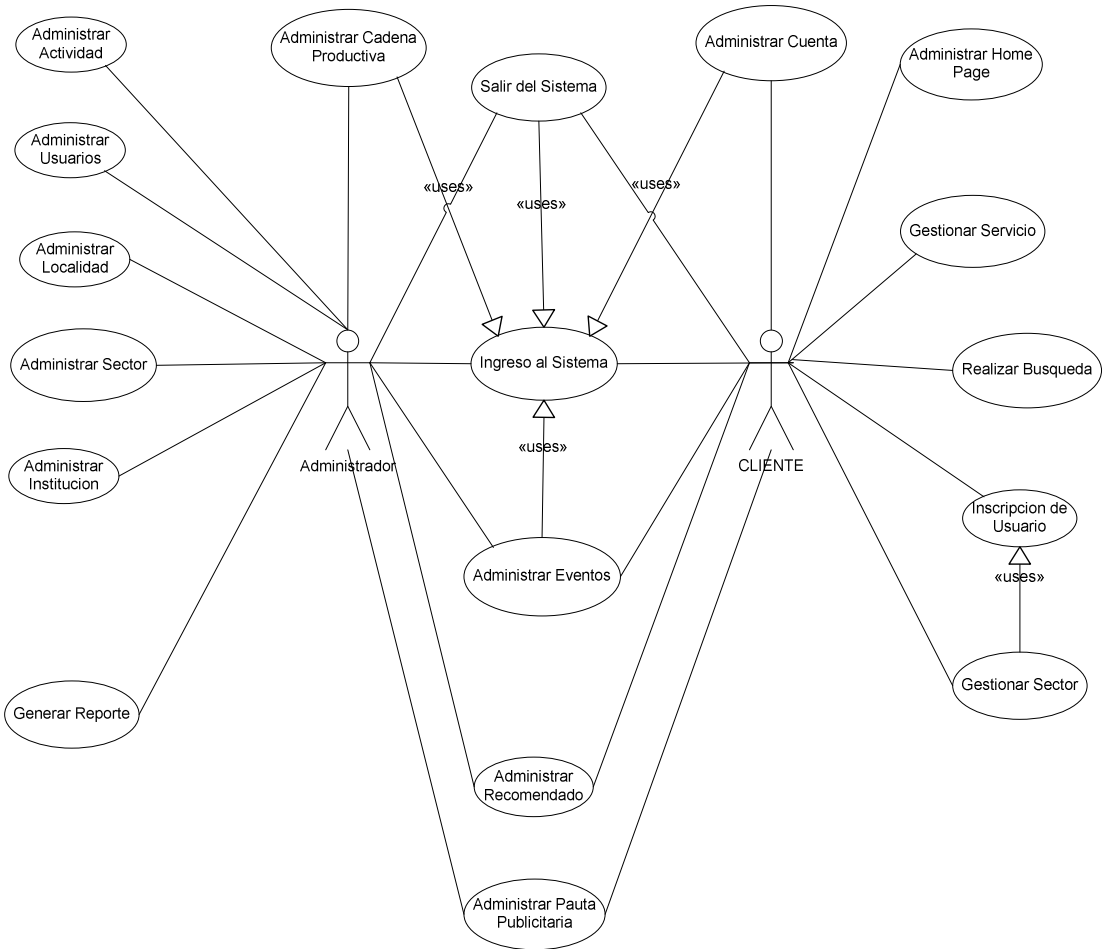 Administrar
Actividad
Administrar Cadena
Productiva
Salir del Sistema
Administrar Cuenta
Administrar Home
Page
Administrar
Usuarios
«uses»
«uses»
«uses»
Administrar
Localidad
Gestionar Servicio
Administrar Sector
Ingreso al Sistema
Realizar Busqueda
Administrar
Institucion
Administrador
«uses»
CLIENTE
Inscripcion de
Usuario
Administrar Eventos
«uses»
Generar Reporte
Gestionar Sector
Administrar
Recomendado
Administrar Pauta
Publicitaria